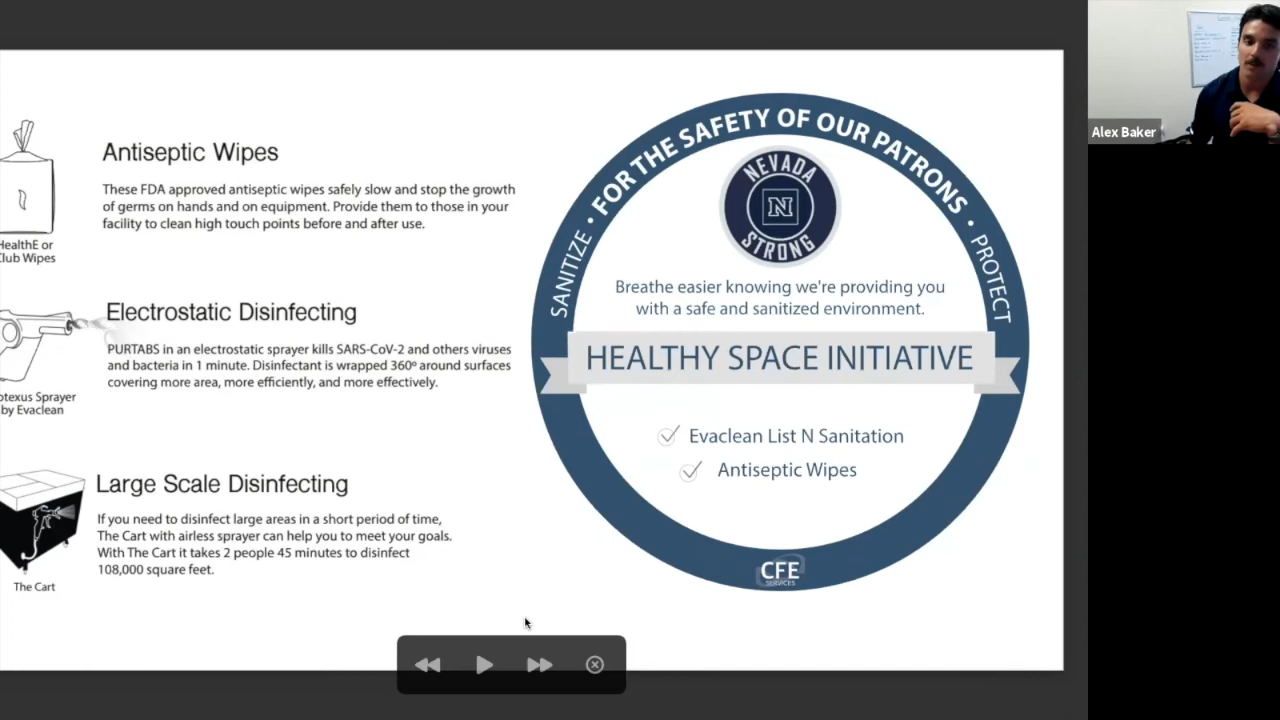 Antiseptic Wipes
These FDA approved antiseptic wipes safely slow and stop the growth
of germs on hands and on equipment. Provide them to those in your
facility to clean high touch points before and after use.
HealthE or
Club Wipes
Electrostatic Disinfecting
PURTABS in an electrostatic sprayer kills SARS-CoV-2 and others viruses
and bacteria in 1 minute. Disinfectant is wrapped 360º around surfaces
covering more area, more efficiently, and more effectively.
otexus Sprayer
by Evaclean
Large Scale Disinfecting
If you need to disinfect large areas in a short period of time,
The Cart with airless sprayer can help you to meet your goals.
With The Cart it takes 2 people 45 minutes to disinfect
108,000 square feet.
The Cart
SANITIZE • FOR THE SAFETY OF OUR PATRONS • PROTECT
NEVADA
N
STRONG
Breathe easier knowing we're providing you
with a safe and sanitized environment.
HEALTHY SPACE INITIATIVE
Evaclean List N Sanitation
Antiseptic Wipes
CFE
SERVICES
Alex Baker